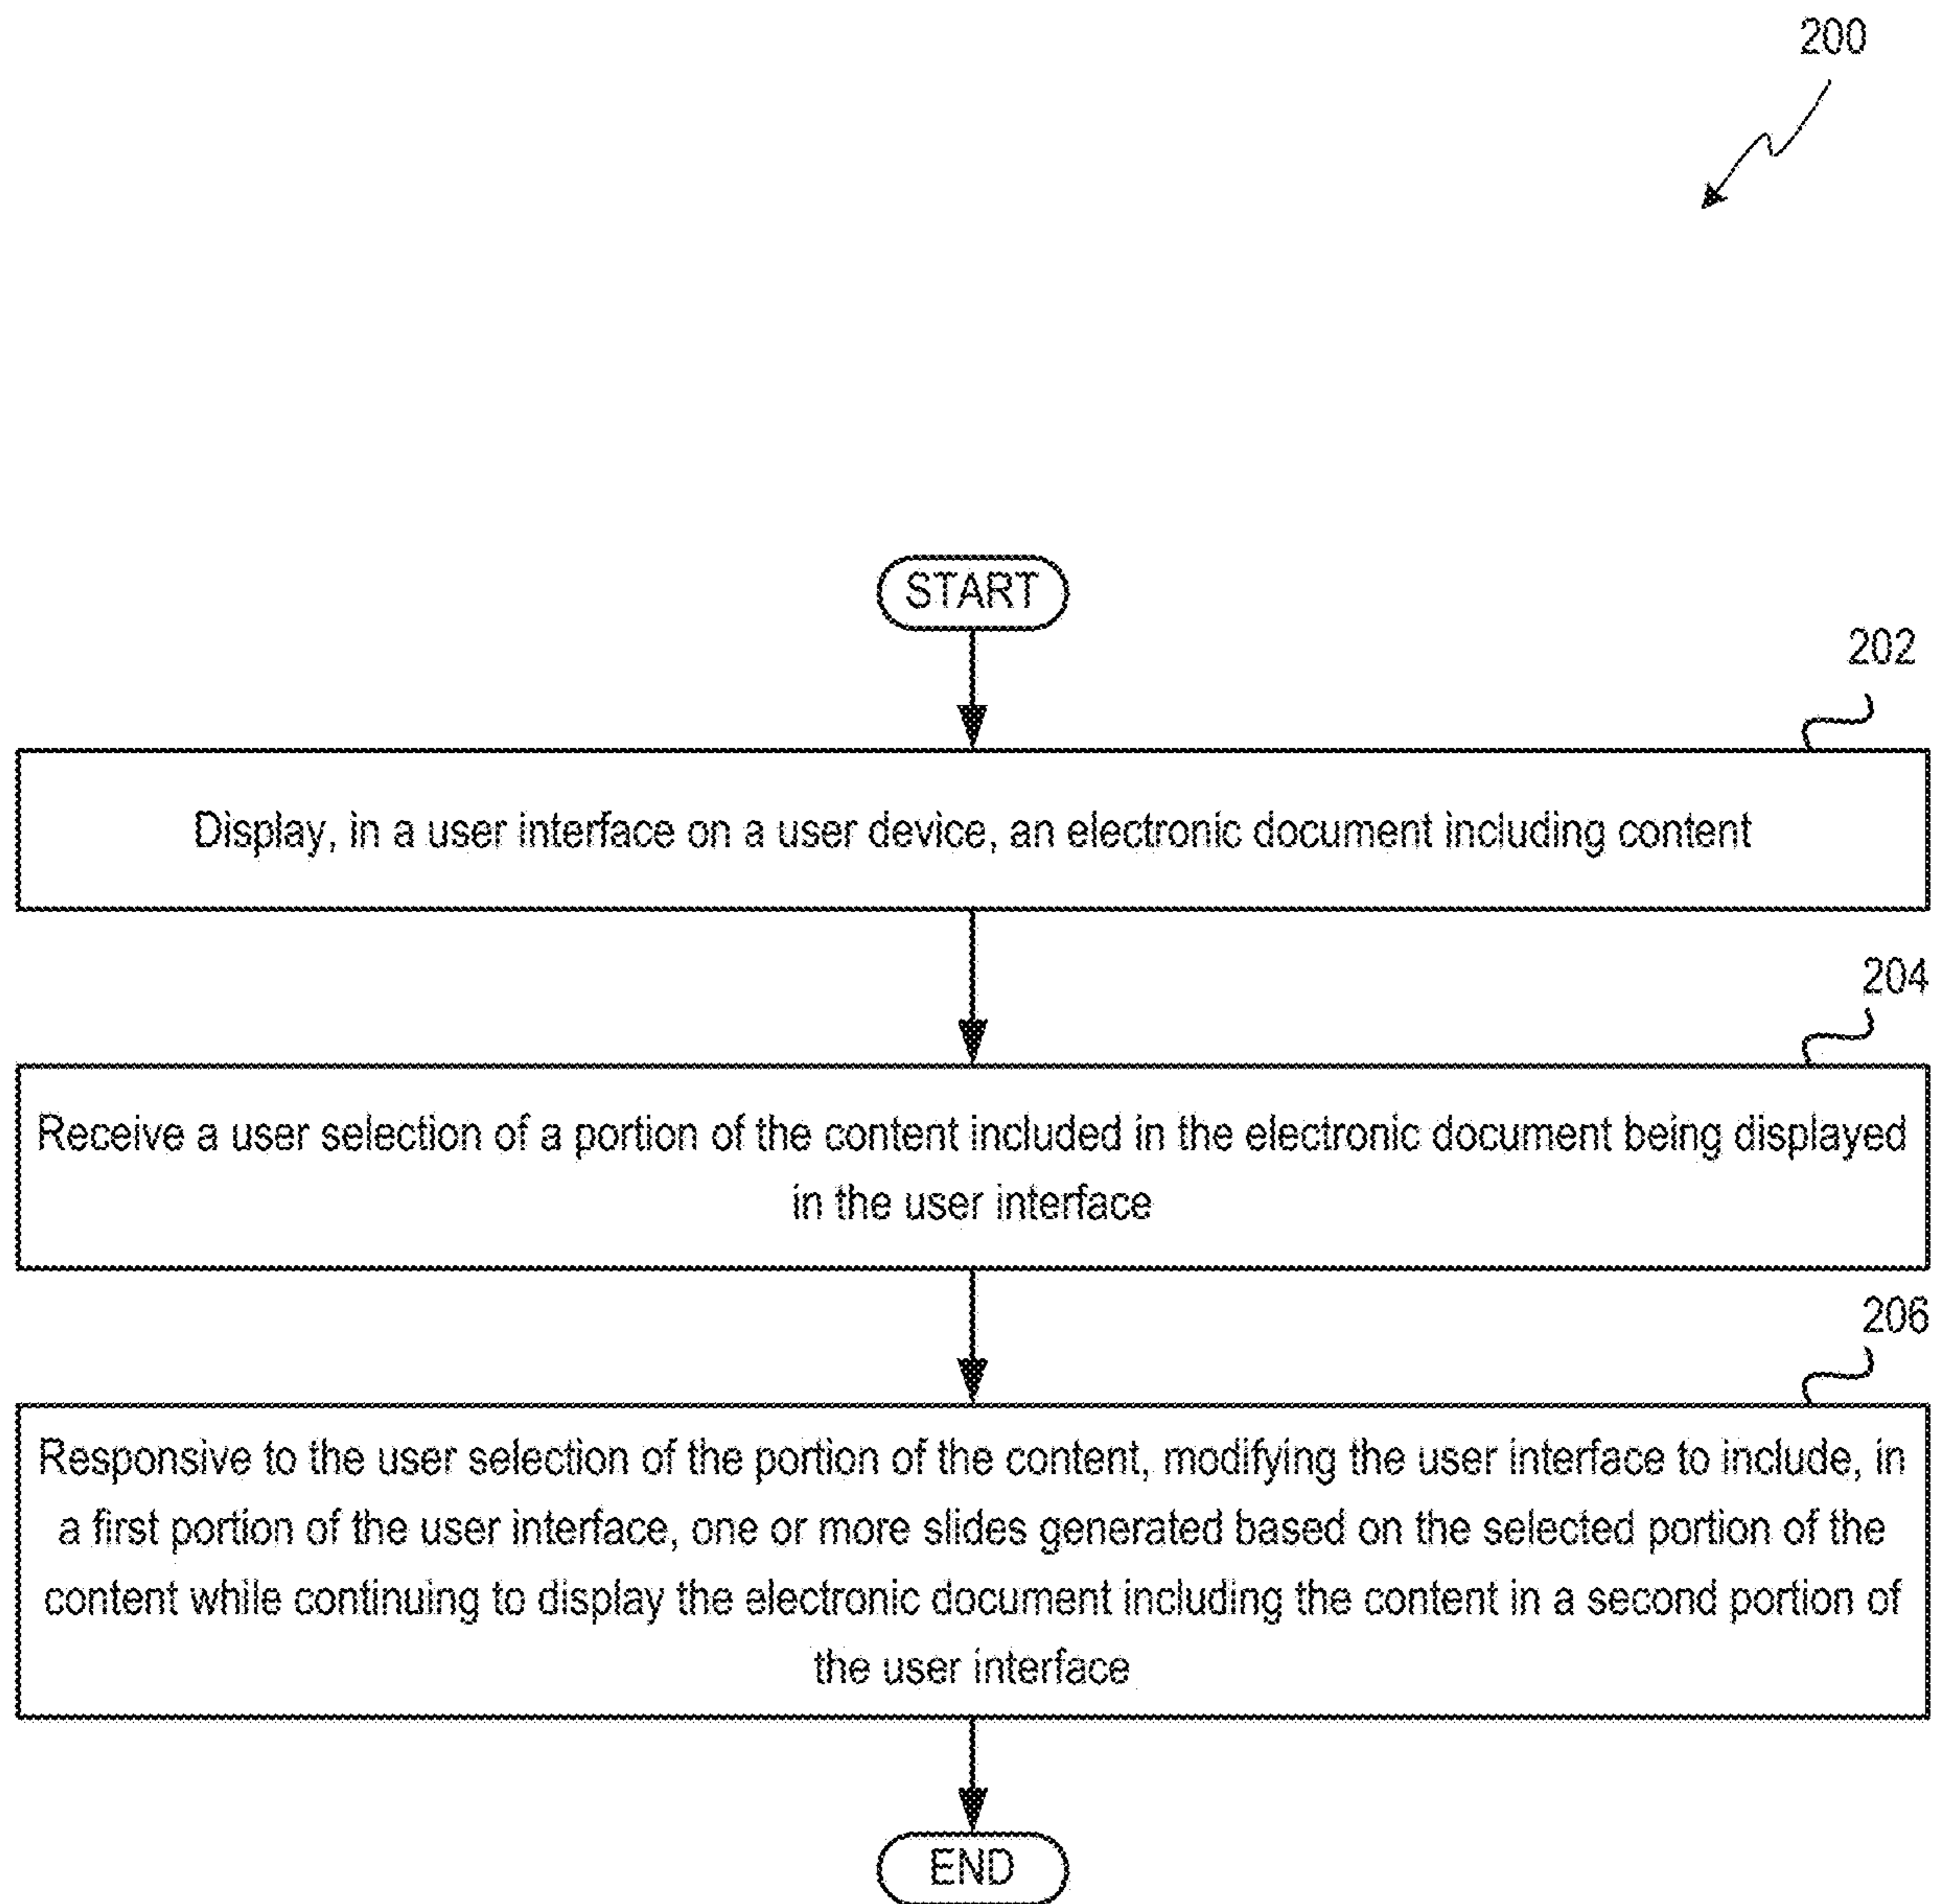 200
START
202
Display, in a user interface on a user device, an electronic document including content
204
Receive a user selection of a portion of the content included in the electronic document being displayed
in the user interface
206
Responsive to the user selection of the portion of the content, modifying the user interface to include, in
a first portion of the user interface, one or more slides generated based on the selected portion of the
content while continuing to display the electronic document including the content in a second portion of
the user interface
END